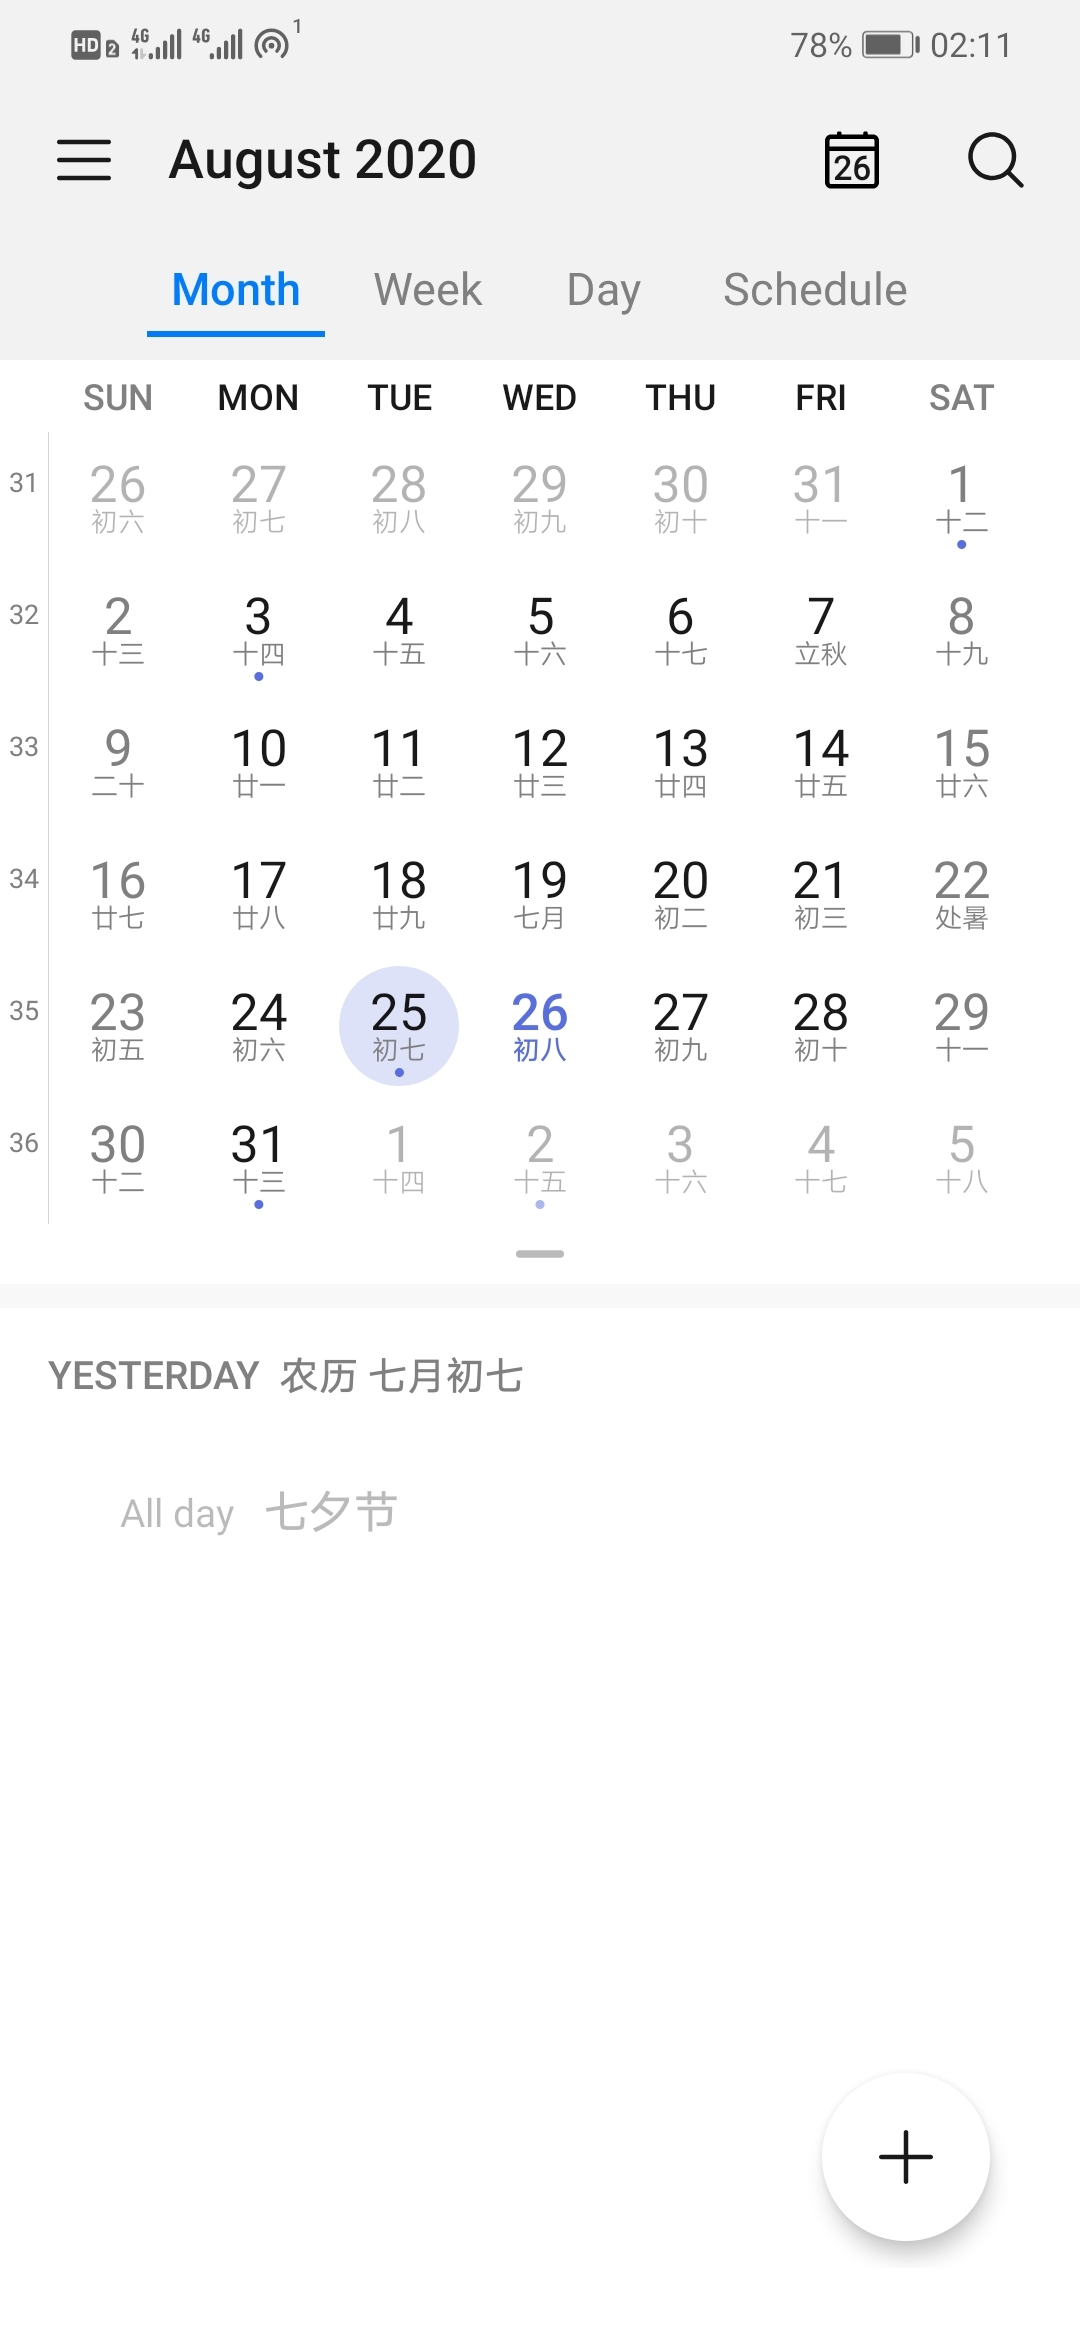 HD 2 4G 4G 1 78% 02:11
August 2020 26
Month Week Day Schedule
SUN MON TUE WED THU FRI SAT
31 26 27 28 29 30 31 1
初六 初七 初八 初九 初十 十一 十二
32 2 3 4 5 6 7 8
十三 十四 十五 十六 十七 立秋 十九
33 9 10 11 12 13 14 15
二十 廿一 廿二 廿三 廿四 廿五 廿六
34 16 17 18 19 20 21 22
廿七 廿八 廿九 七月 初二 初三 处暑
35 23 24 25 26 27 28 29
初五 初六 初七 初八 初九 初十 十一
36 30 31 1 2 3 4 5
十二 十三 十四 十五 十六 十七 十八
YESTERDAY 农历 七月初七
All day 七夕节